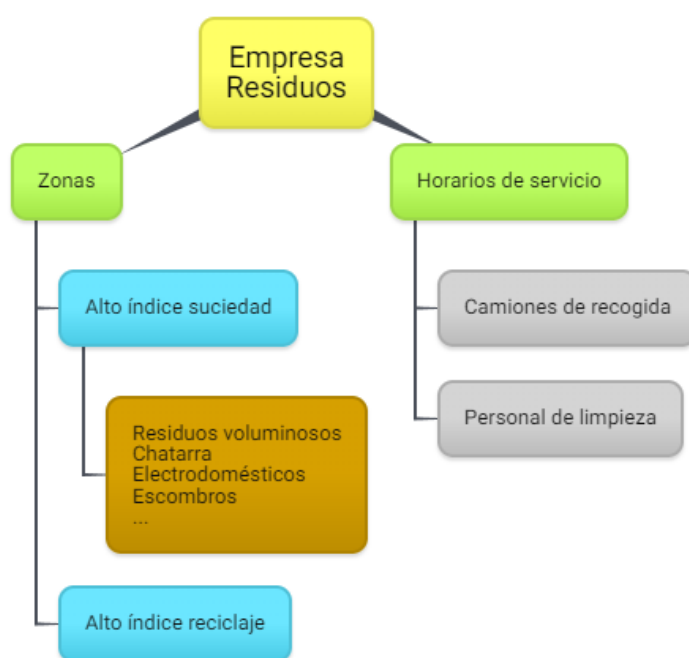 Empresa
Residuos
Zonas
Horarios de servicio
Alto índice suciedad
Camiones de recogida
Residuos voluminosos
Chatarra
Electrodomésticos
Escombros
...
Personal de limpieza
Alto índice reciclaje